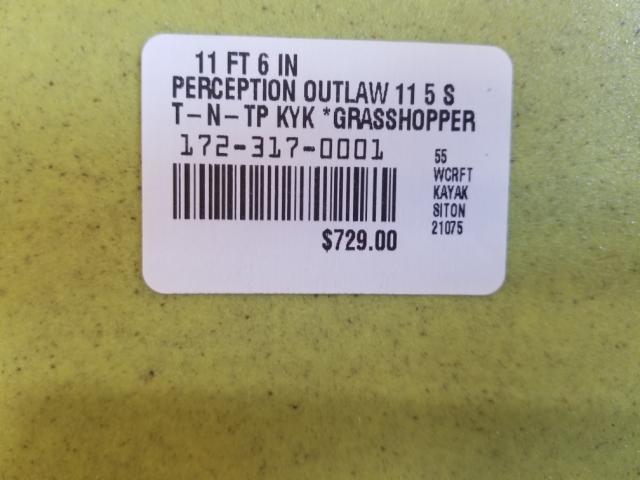 11 FT 6 IN
PERCEPTION OUTLAW 11 5 S
T-N-TP KYK *GRASSHOPPER
172-317-0001
$729.00
55
WCRFT
KAYAK
SITON
21075